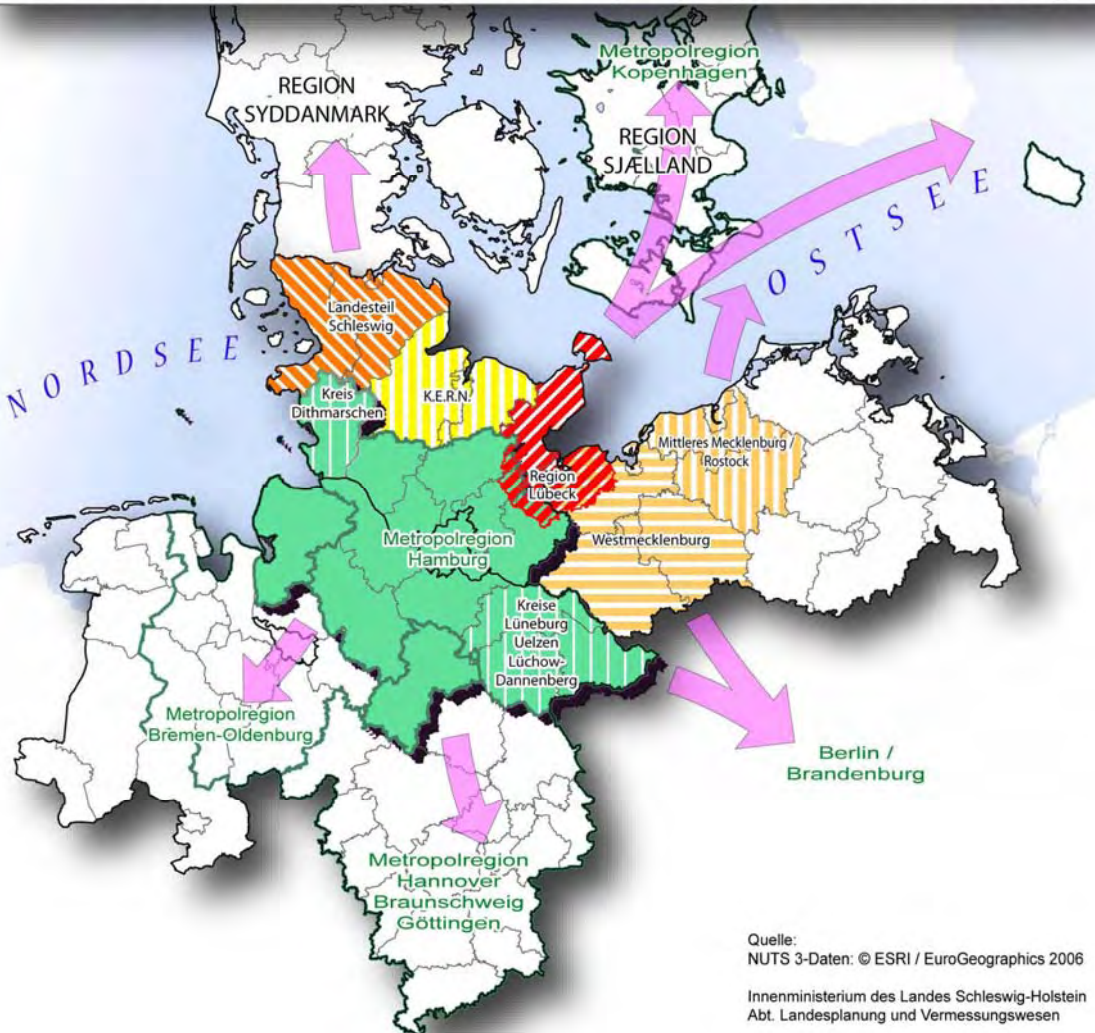 Metropolregion
Kopenhagen
REGION
SYDDANMARK
REGION
SJÆLLAND
OSTSEE
NORDSEE
Landesteil
Schleswig
Kreis
Dithmarschen
K.E.R.N.
Mittleres Mecklenburg /
Rostock
Region
Lübeck
Metropolregion
Hamburg
Westmecklenburg
Kreise
Lüneburg
Uelzen
Lüchow-
Dannenberg
Metropolregion
Bremen-Oldenburg
Berlin /
Brandenburg
Metropolregion
Hannover
Braunschweig
Göttingen
Quelle:
NUTS 3-Daten: © ESRI / EuroGeographics 2006
Innenministerium des Landes Schleswig-Holstein
Abt. Landesplanung und Vermessungswesen